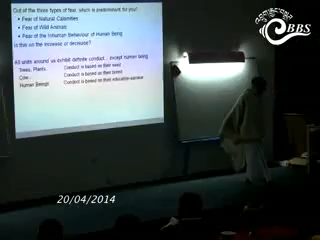 Out of the three types of fear, which is predominent for you?
• Fear of Natural Calamities
• Fear of Wild Animals
• Fear of the Inhuman Behaviour of Human Being
Is this on the increase or decrease?
All units around us exhibit definite conduct... except human being
Trees, Plants.. Conduct is based on their seed
Cow... Conduct is based on their breed
Human Beings Conduct is based on their education-sanskar
BBS
20/04/2014